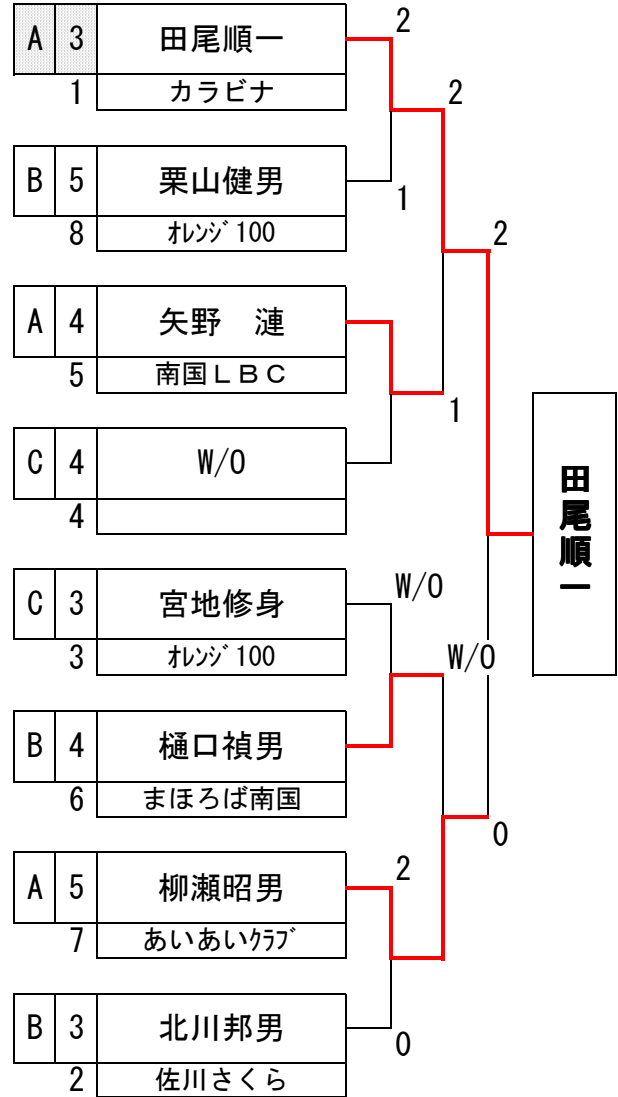 A 3 田尾順一 2
1 カラビナ 2
B 5 栗山健男 1
8 オレンジ100 2
A 4 矢野 漣
5 南国LBC 1
C 4 W/O
4
田尾順一
C 3 宮地修身 W/O
3 オレンジ100 W/O
B 4 樋口禎男
6 まほろば南国 0
A 5 柳瀬昭男 2
7 あいあいクラブ
B 3 北川邦男 0
2 佐川さくら